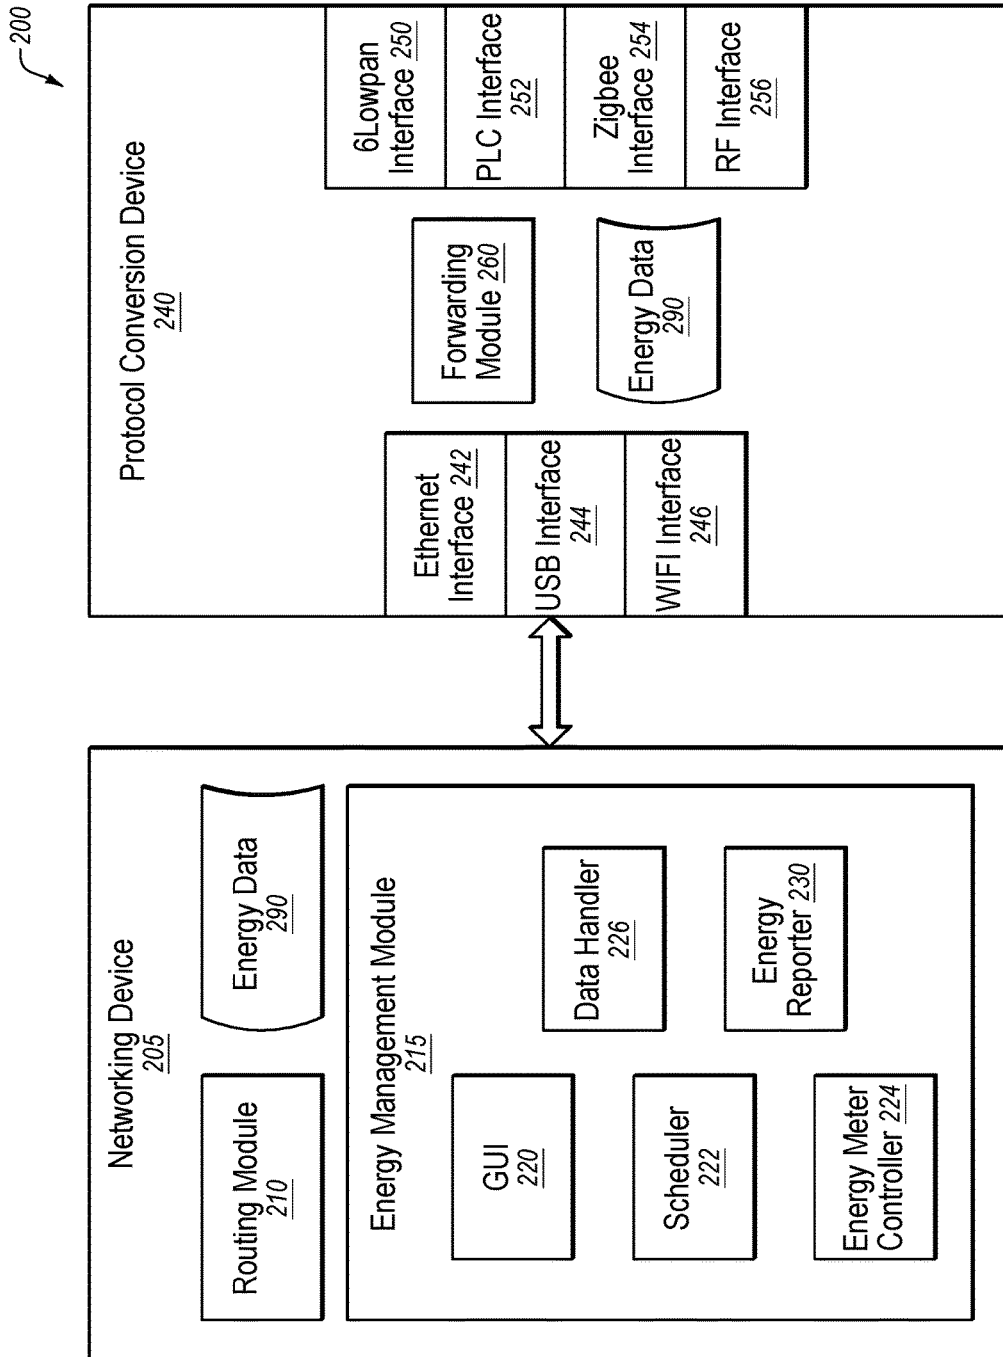 200
Networking Device
205
Routing Module
210
Energy Data
290
Energy Management Module
215
GUI
220
Scheduler
222
Energy Meter
Controller 224
Data Handler
226
Energy
Reporter 230
Protocol Conversion Device
240
Ethernet
Interface 242
USB Interface
244
WIFI Interface
246
Forwarding
Module 260
Energy Data
290
6Lowpan
Interface 250
PLC Interface
252
Zigbee
Interface 254
RF Interface
256